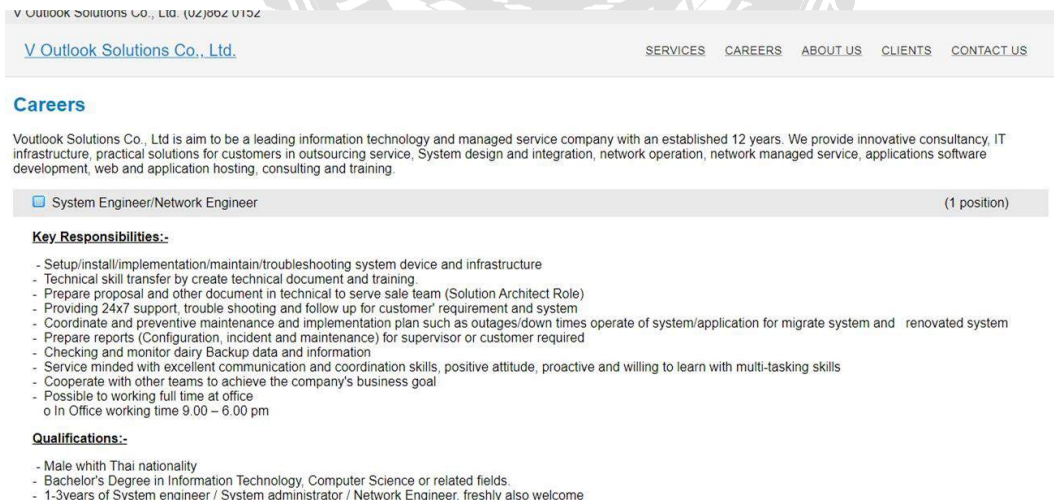 V Outlook Solutions Co., Ltd. (02)862 0152
V Outlook Solutions Co., Ltd. SERVICES CAREERS ABOUT US CLIENTS CONTACT US
Careers
Voutlook Solutions Co., Ltd is aim to be a leading information technology and managed service company with an established 12 years. We provide innovative consultancy, IT
infrastructure, practical solutions for customers in outsourcing service, System design and integration, network operation, network managed service, applications software
development, web and application hosting, consulting and training.
System Engineer/Network Engineer (1 position)
Key Responsibilities:-
- Setup/install/implementation/maintain/troubleshooting system device and infrastructure
- Technical skill transfer by create technical document and training.
- Prepare proposal and other document in technical to serve sale team (Solution Architect Role)
- Providing 24x7 support, trouble shooting and follow up for customer' requirement and system
- Coordinate and preventive maintenance and implementation plan such as outages/down times operate of system/application for migrate system and renovated system
- Prepare reports (Configuration, incident and maintenance) for supervisor or customer required
- Checking and monitor dairy Backup data and information
- Service minded with excellent communication and coordination skills, positive attitude, proactive and willing to learn with multi-tasking skills
- Cooperate with other teams to achieve the company's business goal
- Possible to working full time at office
o In Office working time 9.00 – 6.00 pm
Qualifications:-
- Male whith Thai nationality
- Bachelor's Degree in Information Technology, Computer Science or related fields.
- 1-3years of System engineer / System administrator / Network Engineer, freshly also welcome